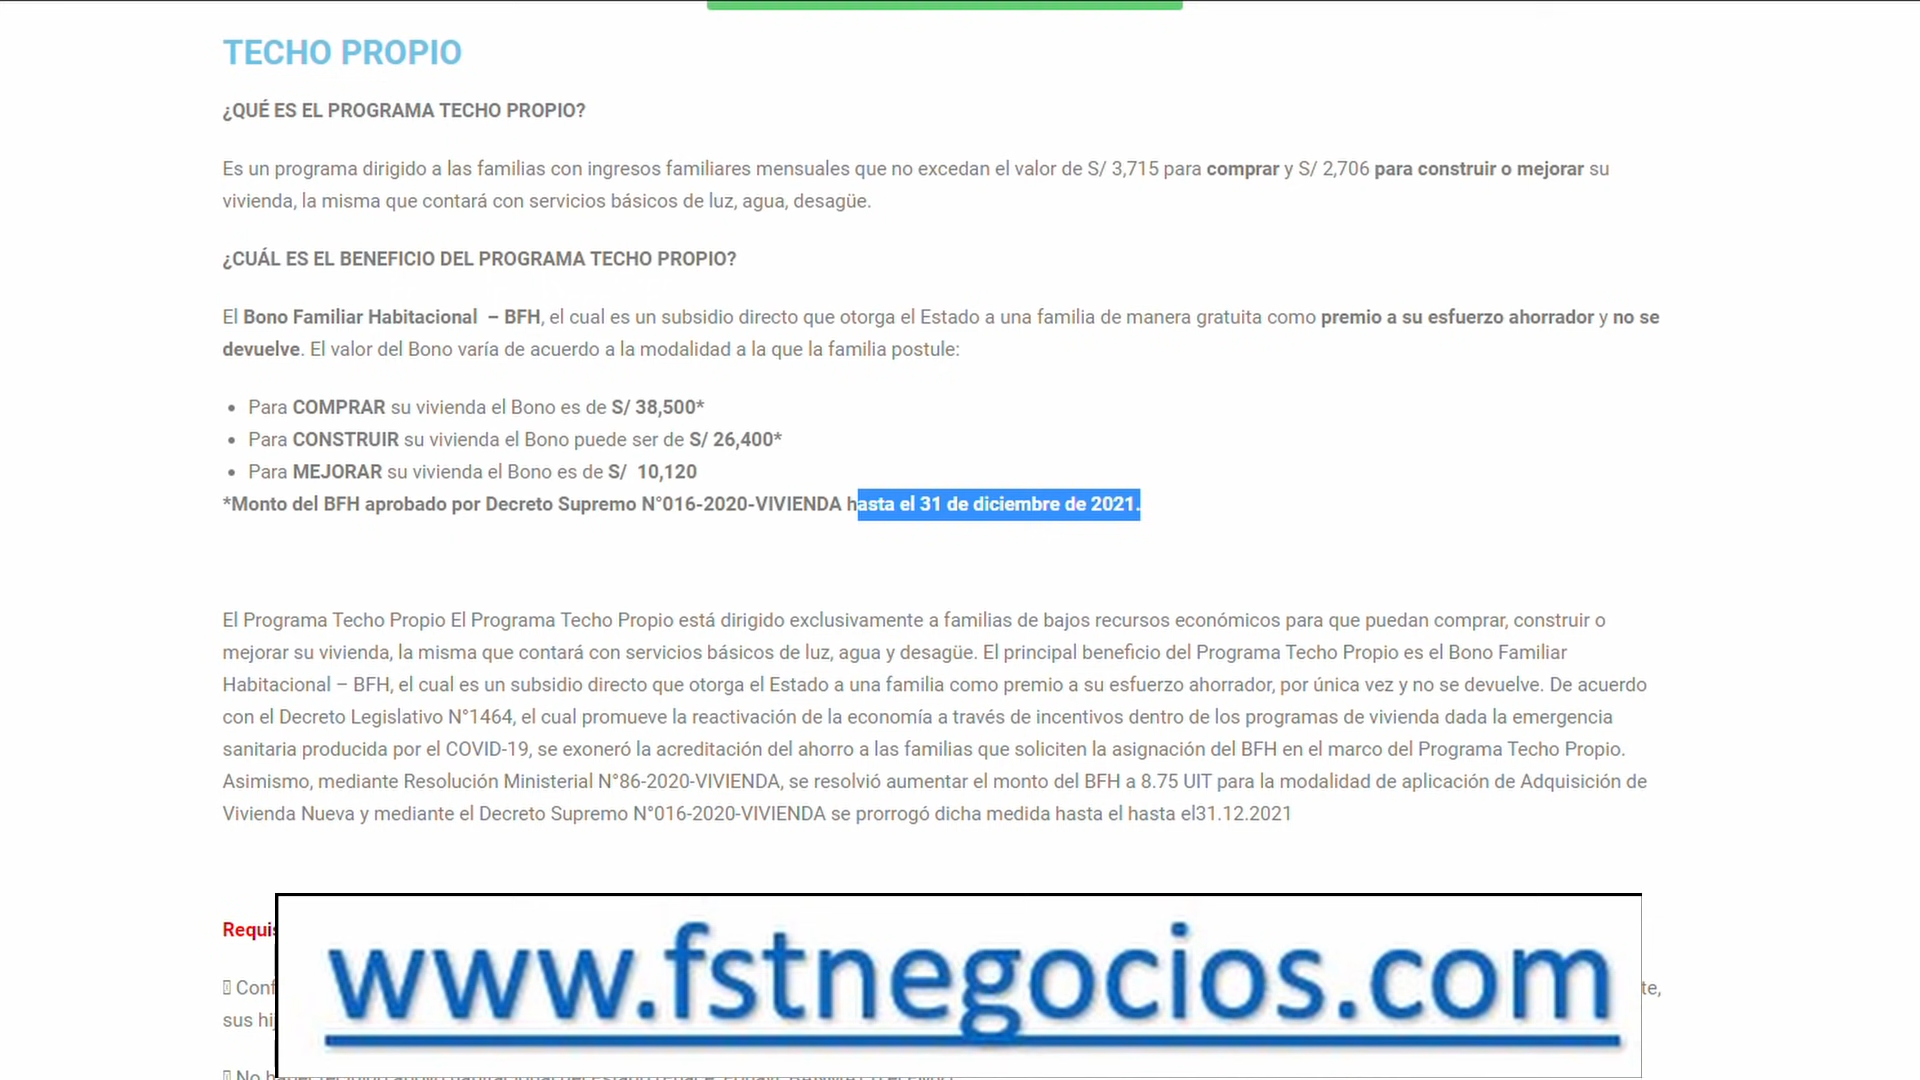 TECHO PROPIO
¿QUÉ ES EL PROGRAMA TECHO PROPIO?
Es un programa dirigido a las familias con ingresos familiares mensuales que no excedan el valor de S/ 3,715 para comprar y S/ 2,706 para construir o mejorar su
vivienda, la misma que contará con servicios básicos de luz, agua, desagüe.
¿CUÁL ES EL BENEFICIO DEL PROGRAMA TECHO PROPIO?
El Bono Familiar Habitacional – BFH, el cual es un subsidio directo que otorga el Estado a una familia de manera gratuita como premio a su esfuerzo ahorrador y no se
devuelve. El valor del Bono varía de acuerdo a la modalidad a la que la familia postule:
• Para COMPRAR su vivienda el Bono es de S/ 38,500*
• Para CONSTRUIR su vivienda el Bono puede ser de S/ 26,400*
• Para MEJORAR su vivienda el Bono es de S/ 10,120
*Monto del BFH aprobado por Decreto Supremo N°016-2020-VIVIENDA hasta el 31 de diciembre de 2021.
El Programa Techo Propio El Programa Techo Propio está dirigido exclusivamente a familias de bajos recursos económicos para que puedan comprar, construir o
mejorar su vivienda, la misma que contará con servicios básicos de luz, agua y desagüe. El principal beneficio del Programa Techo Propio es el Bono Familiar
Habitacional – BFH, el cual es un subsidio directo que otorga el Estado a una familia como premio a su esfuerzo ahorrador, por única vez y no se devuelve. De acuerdo
con el Decreto Legislativo N°1464, el cual promueve la reactivación de la economía a través de incentivos dentro de los programas de vivienda dada la emergencia
sanitaria producida por el COVID-19, se exoneró la acreditación del ahorro a las familias que soliciten la asignación del BFH en el marco del Programa Techo Propio.
Asimismo, mediante Resolución Ministerial N°86-2020-VIVIENDA, se resolvió aumentar el monto del BFH a 8.75 UIT para la modalidad de aplicación de Adquisición de
Vivienda Nueva y mediante el Decreto Supremo N°016-2020-VIVIENDA se prorrogó dicha medida hasta el hasta el31.12.2021
www.fstnegocios.com